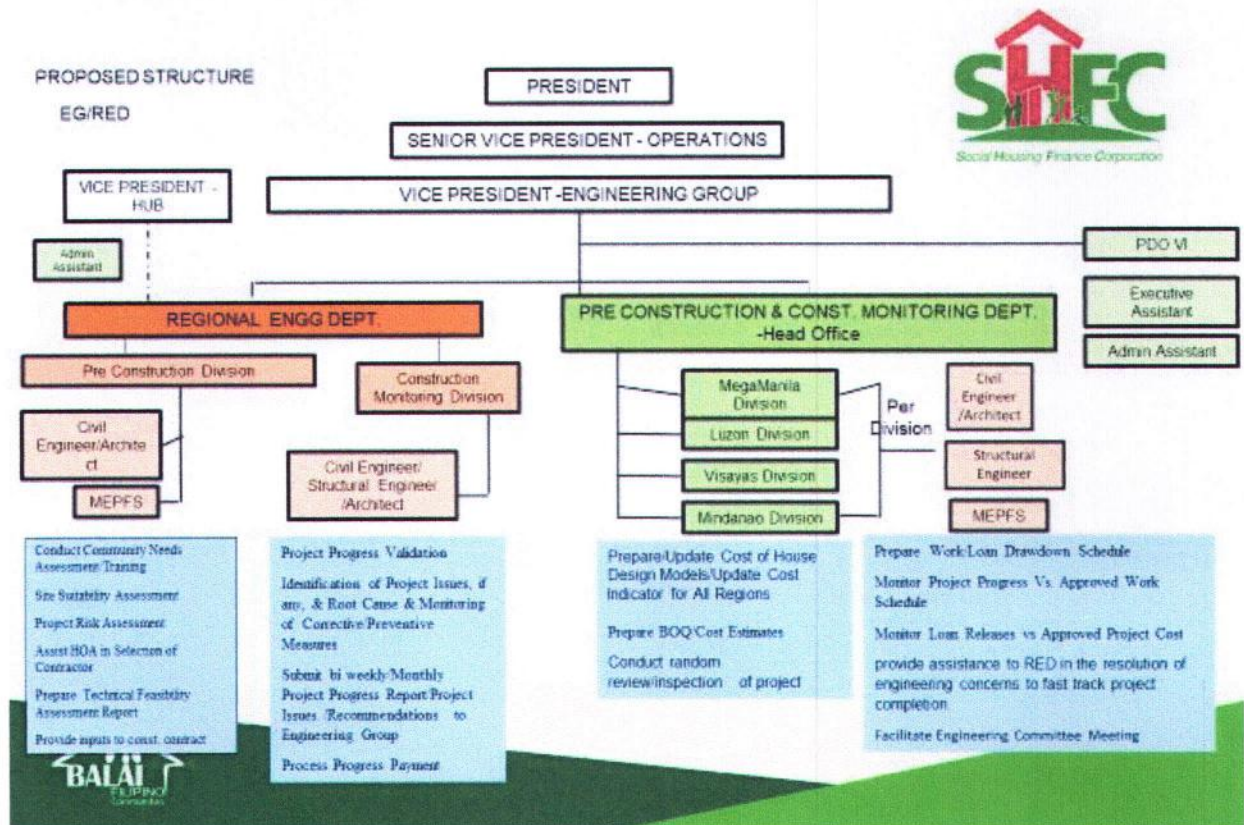 PROPOSED STRUCTURE
EG/RED
PRESIDENT
SENIOR VICE PRESIDENT - OPERATIONS
VICE PRESIDENT -
HUB
VICE PRESIDENT -ENGINEERING GROUP
SHFC
Social Housing Finance Corporation
Admin
Assistant
PDO VI
Executive
Assistant
Admin Assistant
REGIONAL ENGG DEPT.
PRE CONSTRUCTION & CONST. MONITORING DEPT.
-Head Office
Pre Construction Division
Construction
Monitoring Division
Civil
Engineer/Archite
ct
MEPFS
Civil Engineer/
Structural Engineer
/Architect
MegaManila
Division
Luzon Division
Visayas Division
Mindanao Division
Per
Division
Civil
Engineer
/Architect
Structural
Engineer
MEPFS
Conduct Community Needs
Assessment/Training
Site Suitability Assessment
Project Risk Assessment
Assist HOA in Selection of
Contractor
Prepare Technical Feasibility
Assessment Report
Provide inputs to const. contract
Project Progress Validation
Identification of Project Issues, if
any, & Root Cause & Monitoring
of Corrective/Preventive
Measures
Submit bi weekly/Monthly
Project Progress Report/Project
Issues /Recommendations to
Engineering Group
Process Progress Payment
Prepare/Update Cost of House
Design Models/Update Cost
Indicator for All Regions
Prepare BOQ/Cost Estimates
Conduct random
review/inspection of project
Prepare Work/Loan Drawdown Schedule
Monitor Project Progress Vs. Approved Work
Schedule
Monitor Loan Releases vs Approved Project Cost
provide assistance to RED in the resolution of
engineering concerns to fast track project
completion
Facilitate Engineering Committee Meeting
BALAI
FILIPINO
Communities